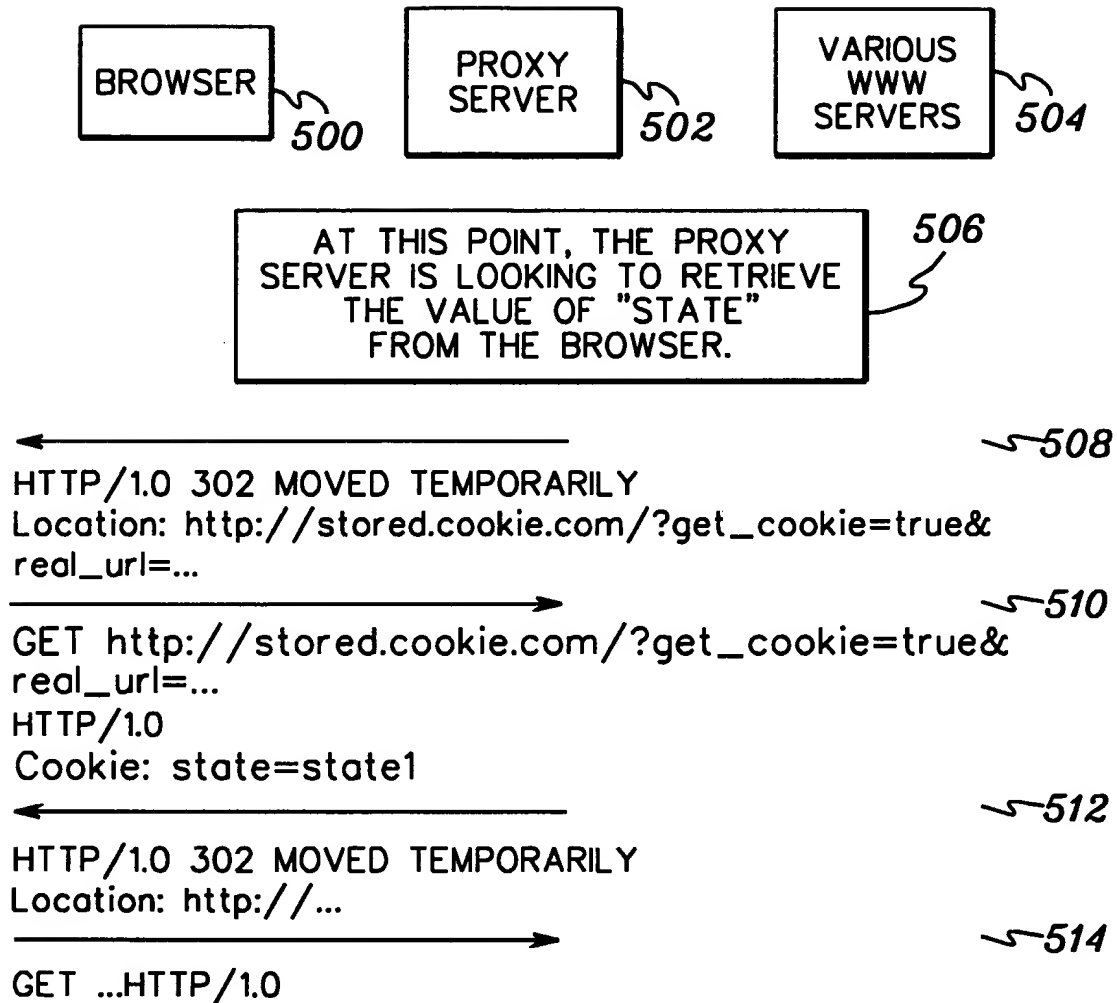 BROWSER
500
PROXY
SERVER
502
VARIOUS
WWW
SERVERS
504
AT THIS POINT, THE PROXY
SERVER IS LOOKING TO RETRIEVE
THE VALUE OF "STATE"
FROM THE BROWSER.
506
508
HTTP/1.0 302 MOVED TEMPORARILY
Location: http://stored.cookie.com/?get_cookie=true&
real_url=...
510
GET http://stored.cookie.com/?get_cookie=true&
real_url=...
HTTP/1.0
Cookie: state=state1
512
HTTP/1.0 302 MOVED TEMPORARILY
Location: http://...
514
GET ...HTTP/1.0